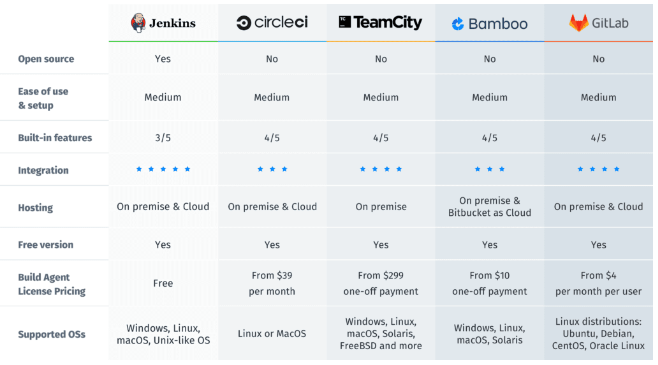 Jenkins circleci TC TeamCity Bamboo GitLab
Open source Yes No No No No
Ease of use
& setup Medium Medium Medium Medium Medium
Built-in features 3/5 4/5 4/5 4/5 4/5
Integration ★ ★ ★ ★ ★ ★ ★ ★ ★ ★ ★ ★ ★ ★ ★ ★ ★ ★ ★
Hosting On premise & Cloud On premise & Cloud On premise On premise &
Bitbucket as Cloud On premise & Cloud
Free version Yes Yes Yes Yes Yes
Build Agent
License Pricing Free From $39
per month From $299
one-off payment From $10
one-off payment From $4
per month per user
Supported OSs Windows, Linux,
macOS, Unix-like OS Linux or MacOS Windows, Linux,
macOS, Solaris,
FreeBSD and more Windows, Linux,
macOS, Solaris Linux distributions:
Ubuntu, Debian,
CentOS, Oracle Linux